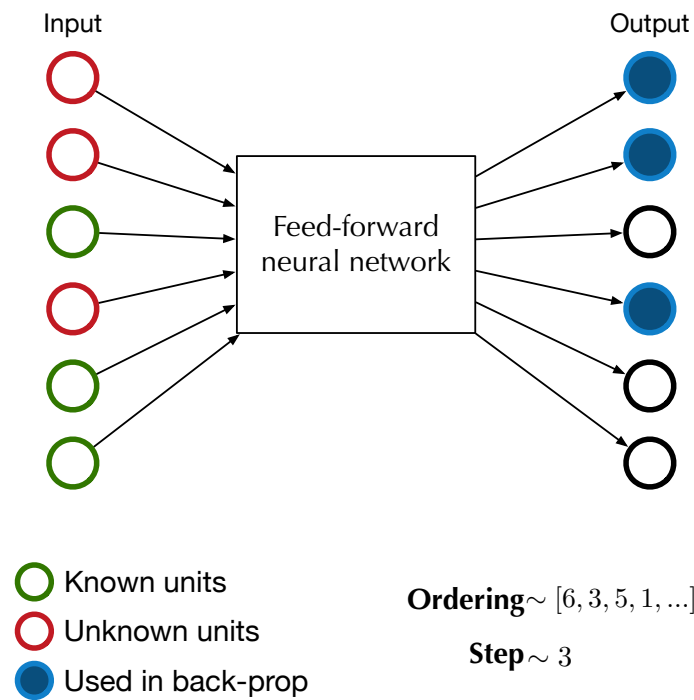 Input
Output
Feed-forward
neural network
Known units
Unknown units
Used in back-prop
Ordering ∼ [6, 3, 5, 1, ...]
Step ∼ 3